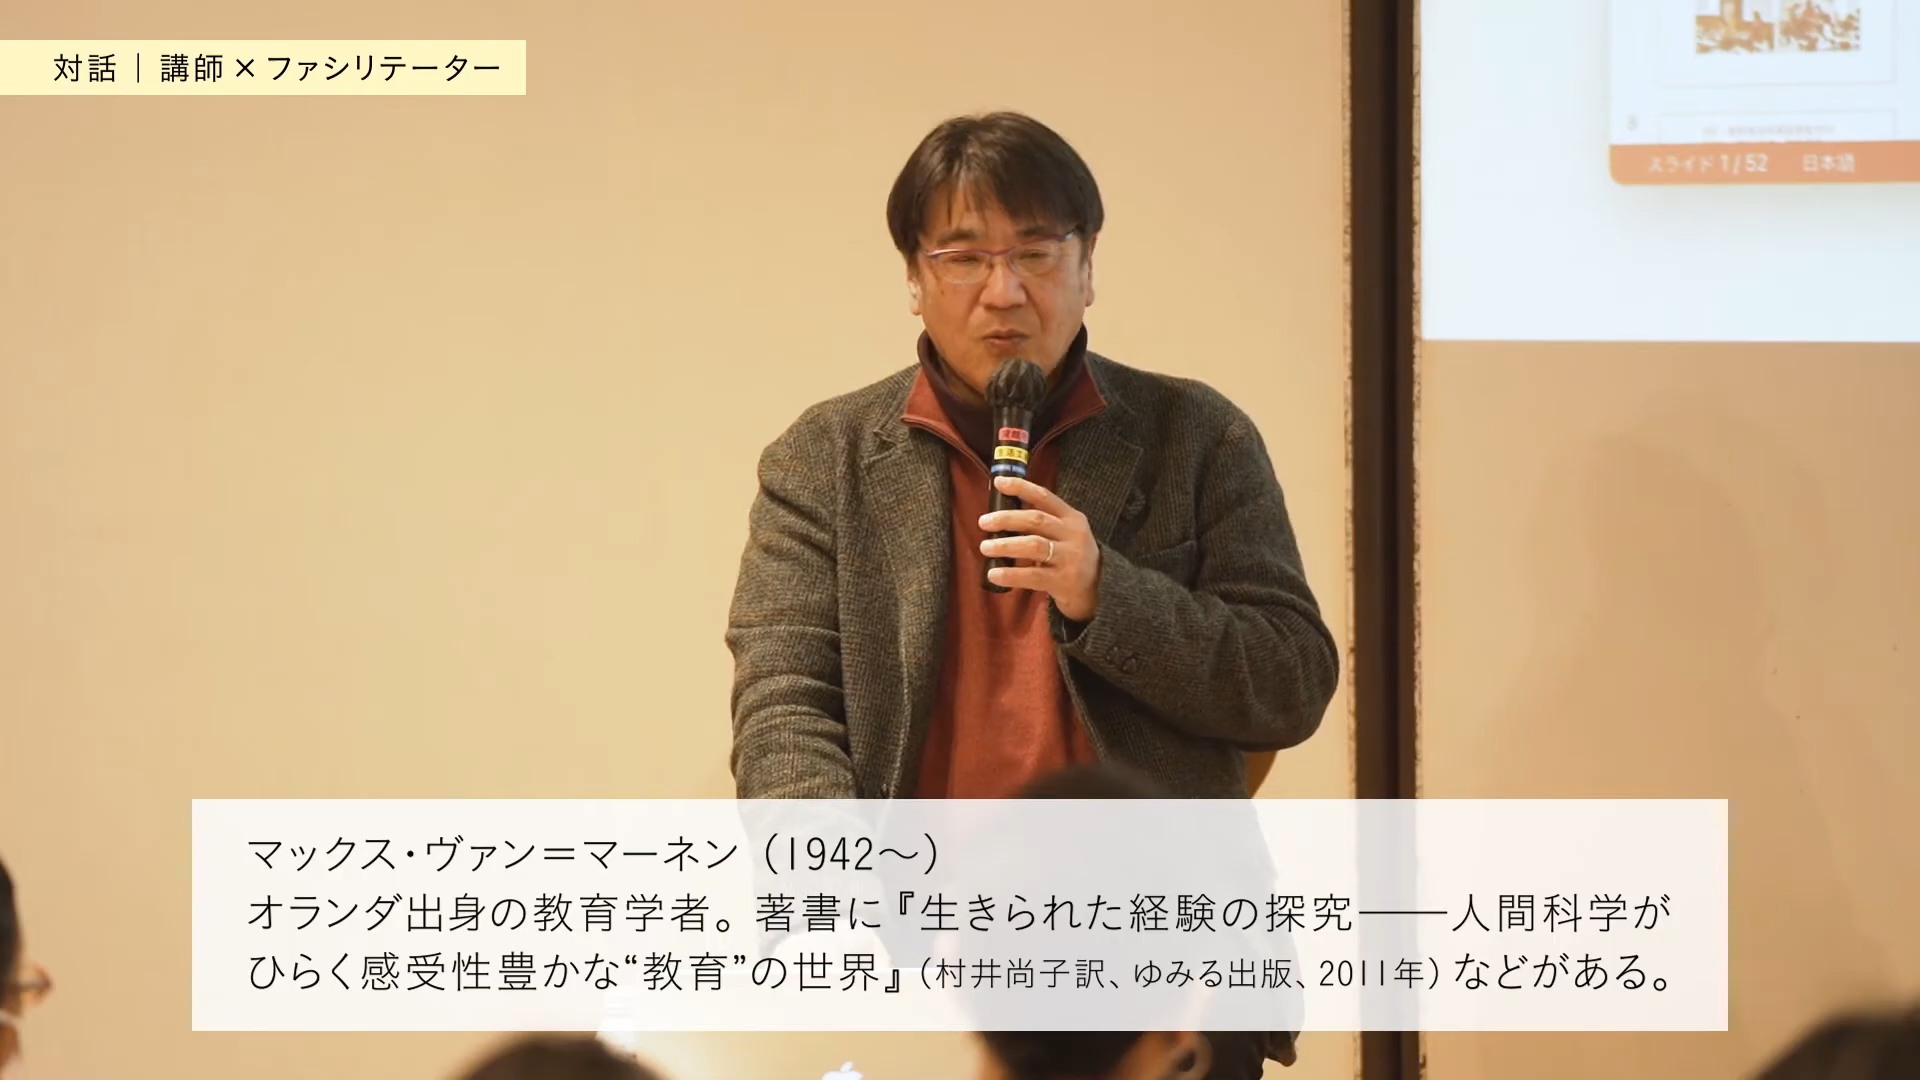 対話｜講師×ファシリテーター
スライド 1 / 52 日本語
マックス・ヴァン＝マーネン（1942〜）
オランダ出身の教育学者。著書に『生きられた経験の探究――人間科学が
ひらく感受性豊かな“教育”の世界』（村井尚子訳、ゆみる出版、2011年）などがある。